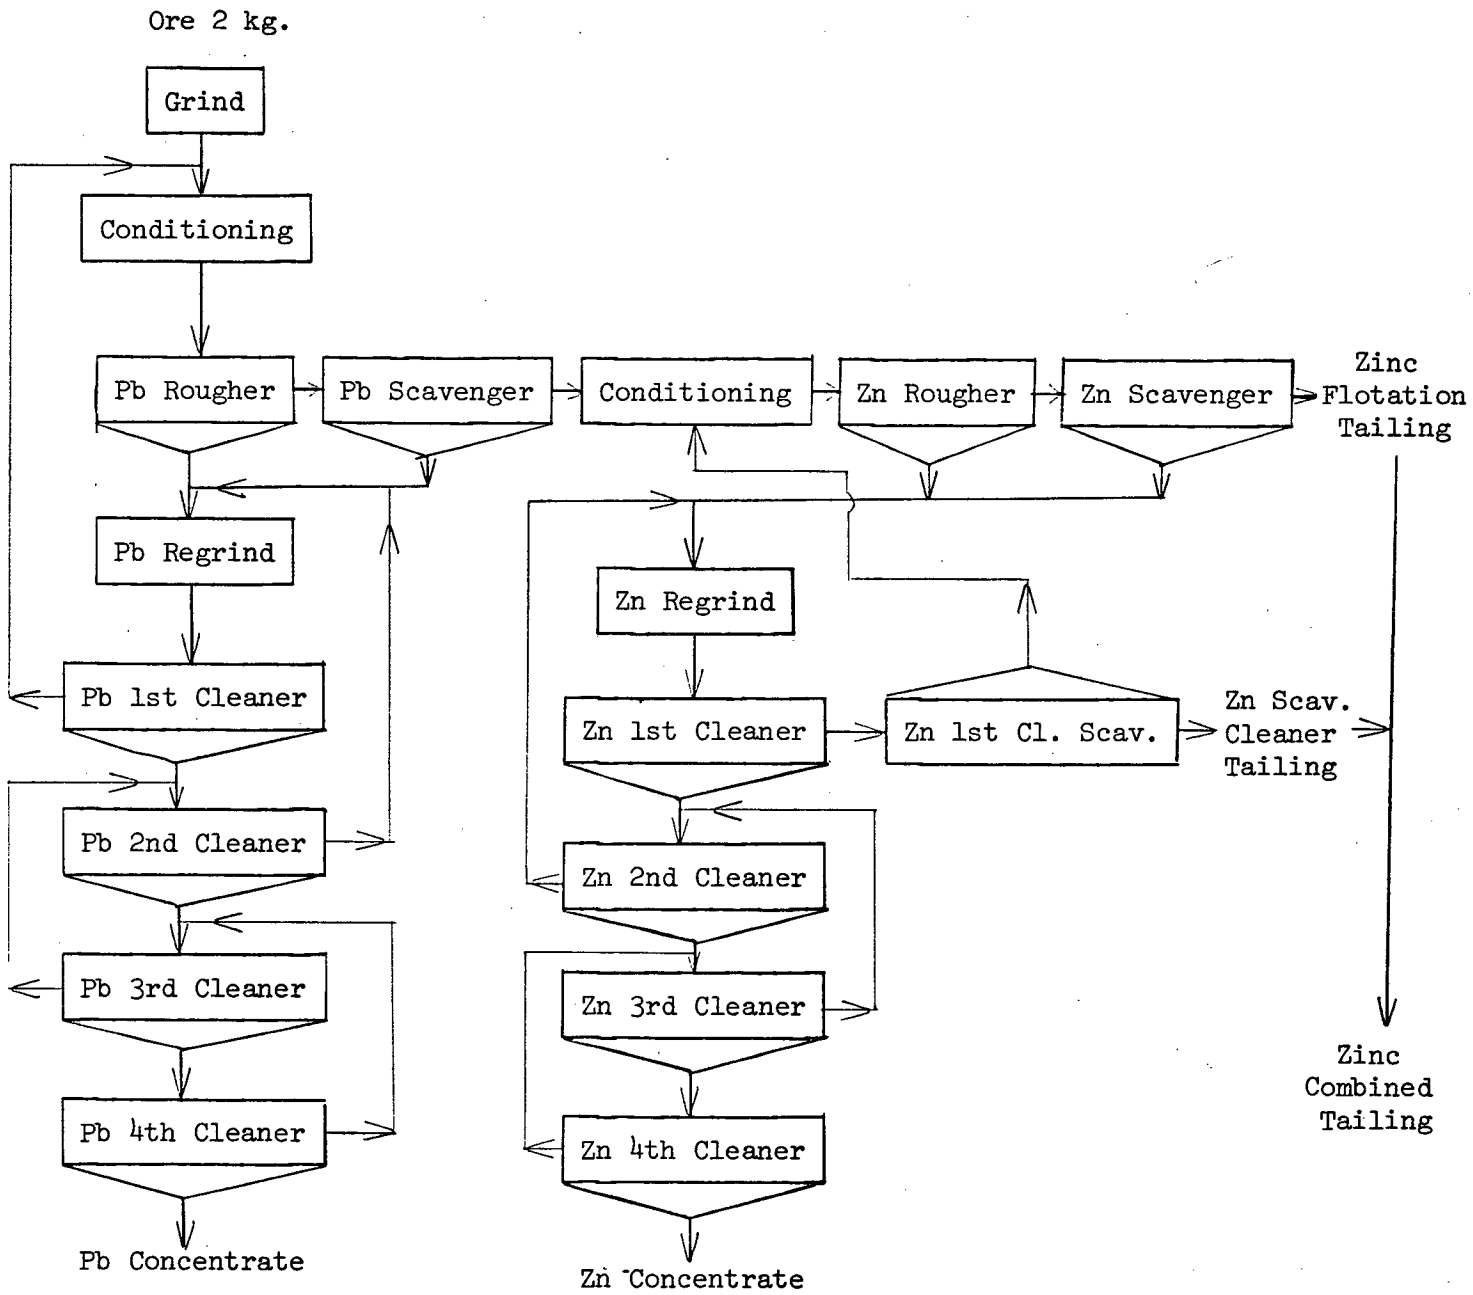 Ore 2 kg.
Grind
Conditioning
Pb Rougher
Pb Scavenger
Conditioning
Zn Rougher
Zn Scavenger
Zinc
Flotation
Tailing
Pb Regrind
Zn Regrind
Pb 1st Cleaner
Zn 1st Cleaner
Zn 1st Cl. Scav.
Zn Scav.
Cleaner
Tailing
Pb 2nd Cleaner
Zn 2nd Cleaner
Pb 3rd Cleaner
Zn 3rd Cleaner
Pb 4th Cleaner
Zn 4th Cleaner
Zinc
Combined
Tailing
Pb Concentrate
Zn Concentrate